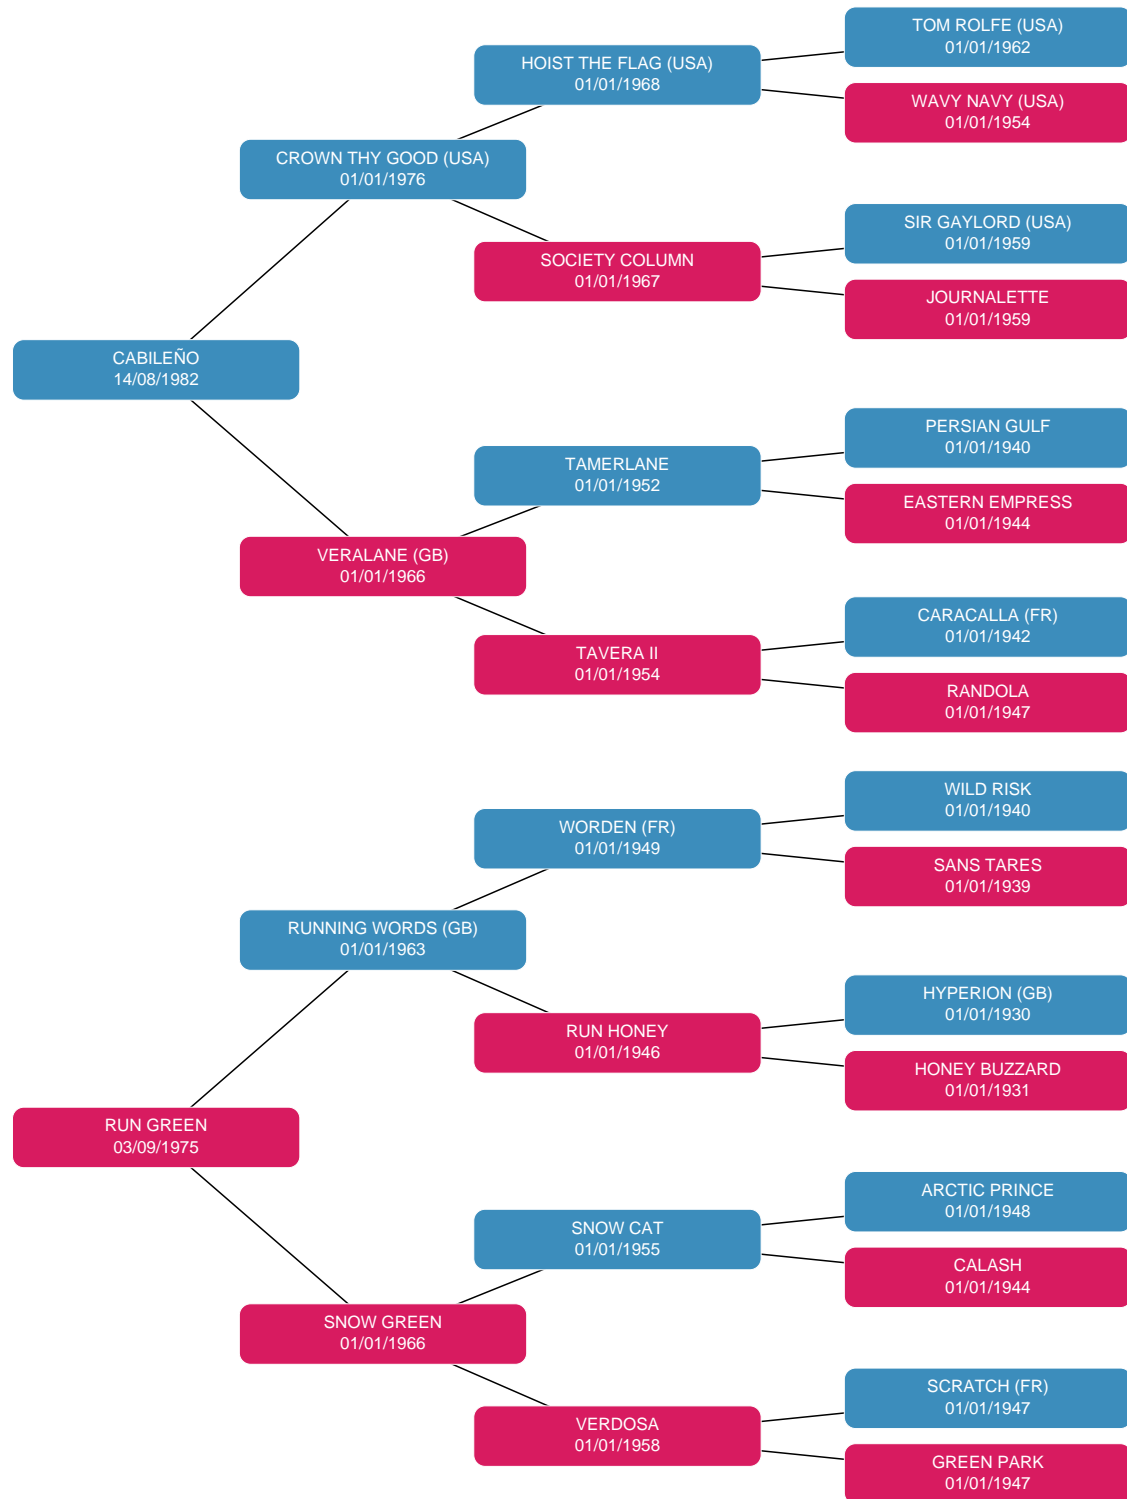 TOM ROLFE (USA)
01/01/1962
HOIST THE FLAG (USA)
01/01/1968
WAVY NAVY (USA)
01/01/1954
CROWN THY GOOD (USA)
01/01/1976
SIR GAYLORD (USA)
01/01/1959
SOCIETY COLUMN
01/01/1967
JOURNALETTE
01/01/1959
CABILEÑO
14/08/1982
PERSIAN GULF
01/01/1940
TAMERLANE
01/01/1952
EASTERN EMPRESS
01/01/1944
VERALANE (GB)
01/01/1966
CARACALLA (FR)
01/01/1942
TAVERA II
01/01/1954
RANDOLA
01/01/1947
WILD RISK
01/01/1940
WORDEN (FR)
01/01/1949
SANS TARES
01/01/1939
RUNNING WORDS (GB)
01/01/1963
HYPERION (GB)
01/01/1930
RUN HONEY
01/01/1946
HONEY BUZZARD
01/01/1931
RUN GREEN
03/09/1975
ARCTIC PRINCE
01/01/1948
SNOW CAT
01/01/1955
CALASH
01/01/1944
SNOW GREEN
01/01/1966
SCRATCH (FR)
01/01/1947
VERDOSA
01/01/1958
GREEN PARK
01/01/1947